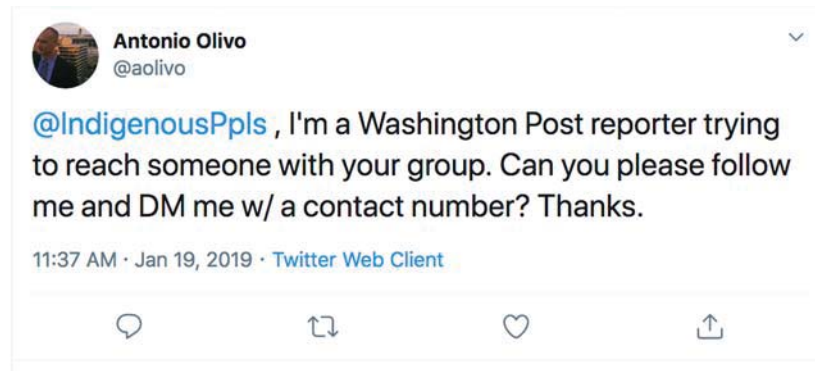 Antonio Olivo
@aolivo
@IndigenousPpls , I'm a Washington Post reporter trying
to reach someone with your group. Can you please follow
me and DM me w/ a contact number? Thanks.
11:37 AM · Jan 19, 2019 · Twitter Web Client